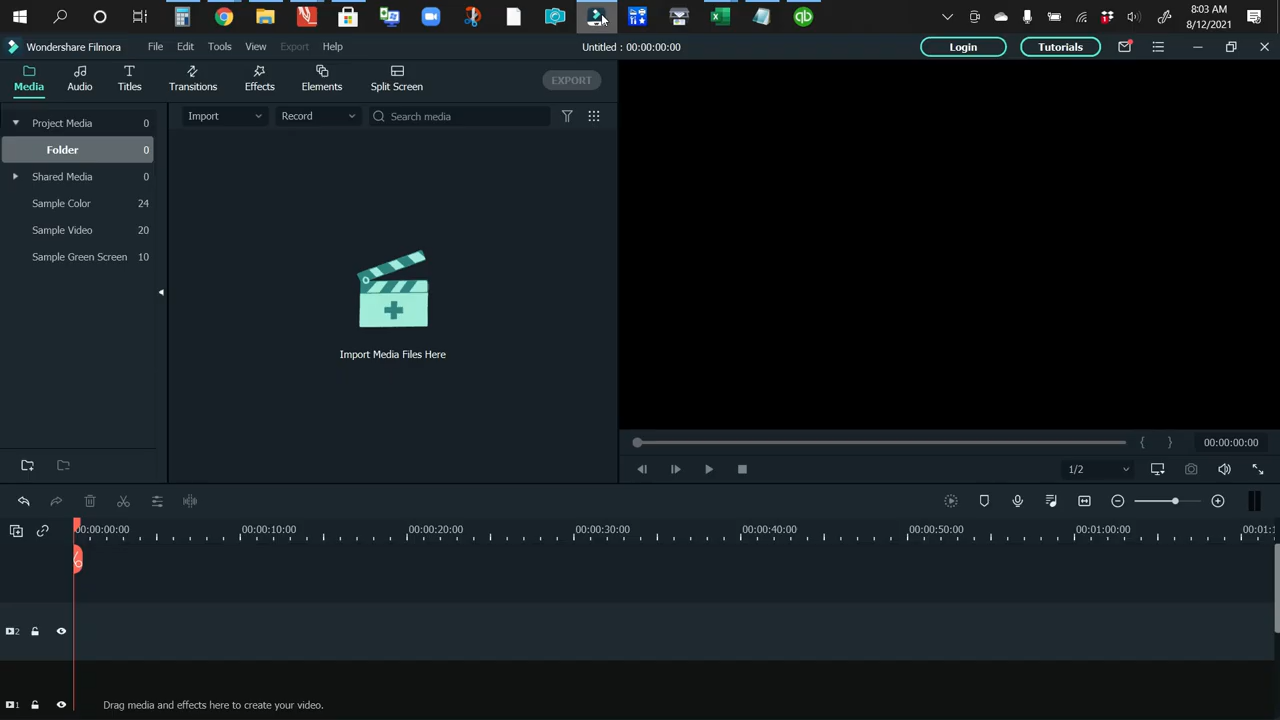 8:03 AM
8/12/2021
Wondershare Filmora
File
Edit
Tools
View
Export
Help
Untitled : 00:00:00:00
Login
Tutorials
Media
Audio
Titles
Transitions
Effects
Elements
Split Screen
EXPORT
Project Media 0
Folder 0
Shared Media 0
Sample Color 24
Sample Video 20
Sample Green Screen 10
Import
Record
Search media
Import Media Files Here
00:00:00:00
1/2
00:00:00:00
00:00:10:00
00:00:20:00
00:00:30:00
00:00:40:00
00:00:50:00
00:01:00:00
00:01:1
2
1
Drag media and effects here to create your video.